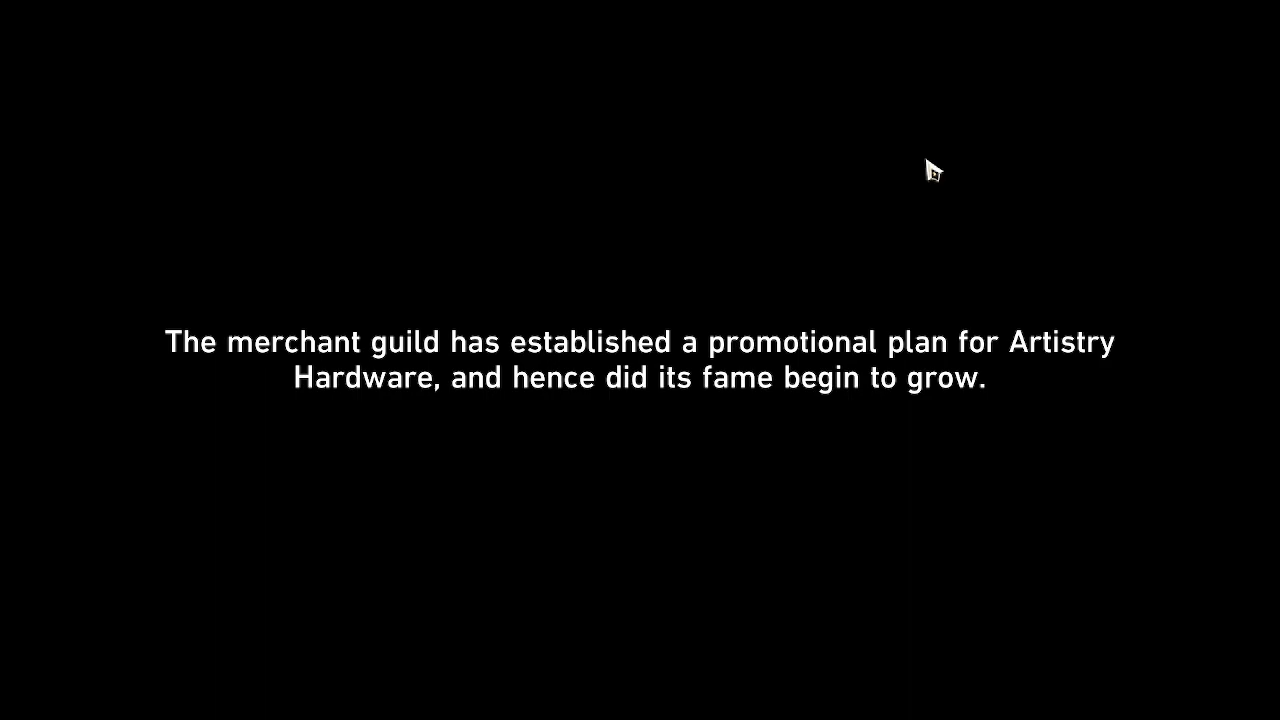 The merchant guild has established a promotional plan for Artistry
Hardware, and hence did its fame begin to grow.